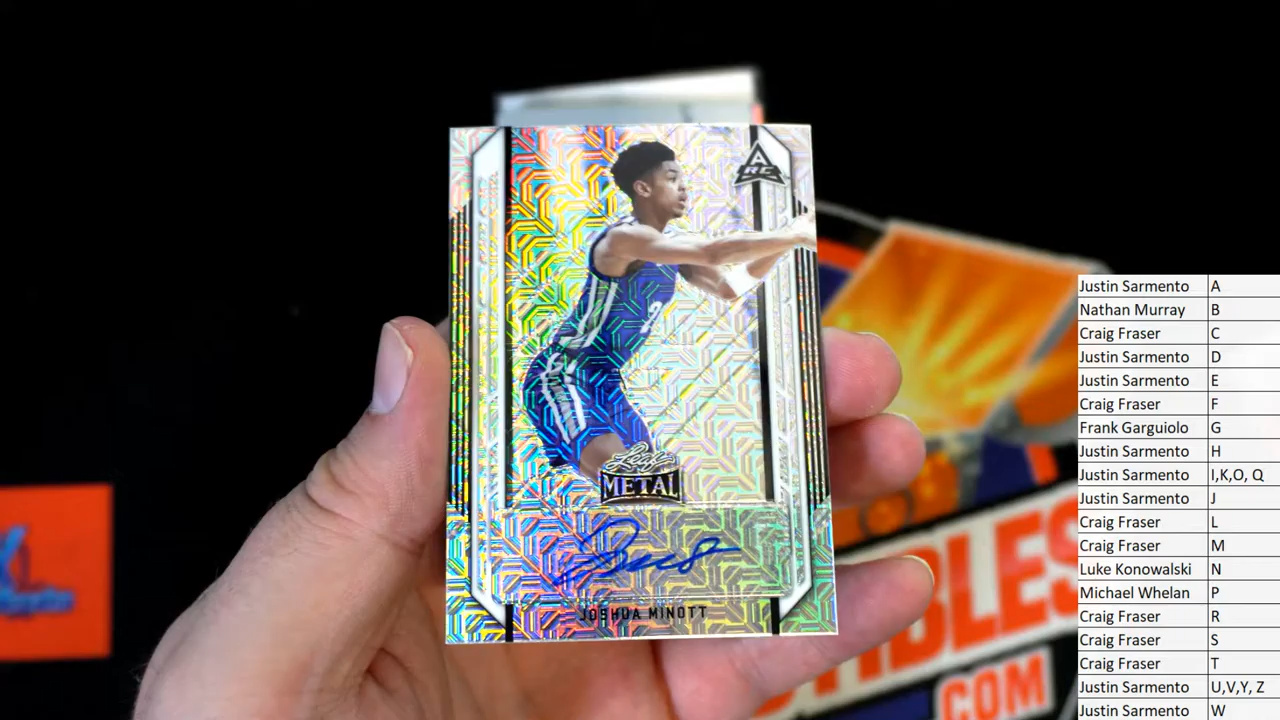 A
RC
2
Leaf
METAL
JOSHUA MINOTT
IBLES
COM
Justin Sarmento A
Nathan Murray B
Craig Fraser C
Justin Sarmento D
Justin Sarmento E
Craig Fraser F
Frank Garguiolo G
Justin Sarmento H
Justin Sarmento I,K,O, Q
Justin Sarmento J
Craig Fraser L
Craig Fraser M
Luke Konowalski N
Michael Whelan P
Craig Fraser R
Craig Fraser S
Craig Fraser T
Justin Sarmento U,V,Y, Z
Justin Sarmento W